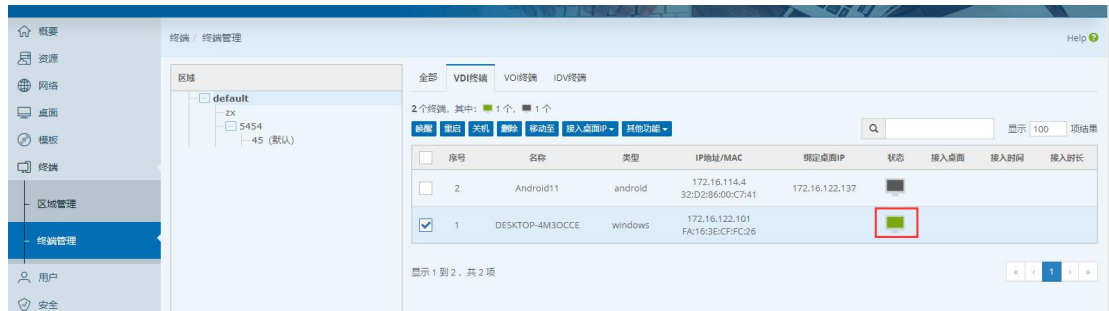 概要
资源
网络
桌面
模板
终端
区域管理
终端管理
用户
安全
终端 / 终端管理
Help
区域
default
zx
5454
45 (默认)
全部 VDI终端 VOI终端 IDV终端
2个终端, 其中: 1个, 1个
唤醒 重启 关机 删除 移动至 接入桌面IP 其他功能
显示 100 项结果
序号 名称 类型 IP地址/MAC 绑定桌面IP 状态 接入桌面 接入时间 接入时长
2 Android11 android 172.16.114.4 172.16.122.137
32:D2:86:00:C7:41
1 DESKTOP-4M3OCCE windows 172.16.122.101
FA:16:3E:CF:FC:26
显示 1 到 2 , 共 2 项
« ‹ 1 › »